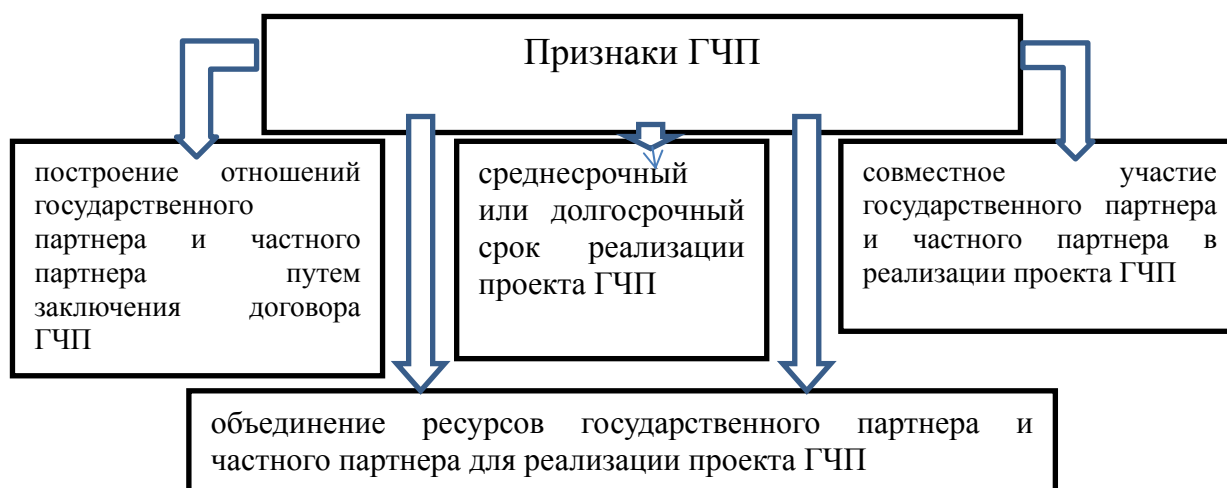 Признаки ГЧП
построение отношений
государственного
партнера и частного
партнера путем
заключения договора
ГЧП
среднесрочный
или долгосрочный
срок реализации
проекта ГЧП
совместное участие
государственного партнера
и частного партнера в
реализации проекта ГЧП
объединение ресурсов государственного партнера и
частного партнера для реализации проекта ГЧП